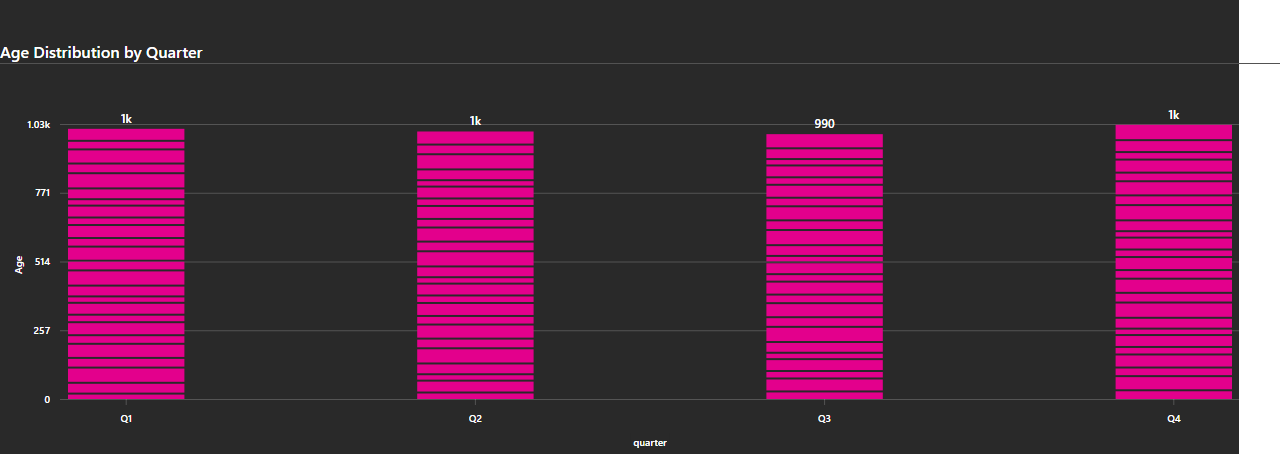 Age Distribution by Quarter
1k 1k 990 1k
1.03k
771
514
257
0
Age
Q1 Q2 Q3 Q4
quarter